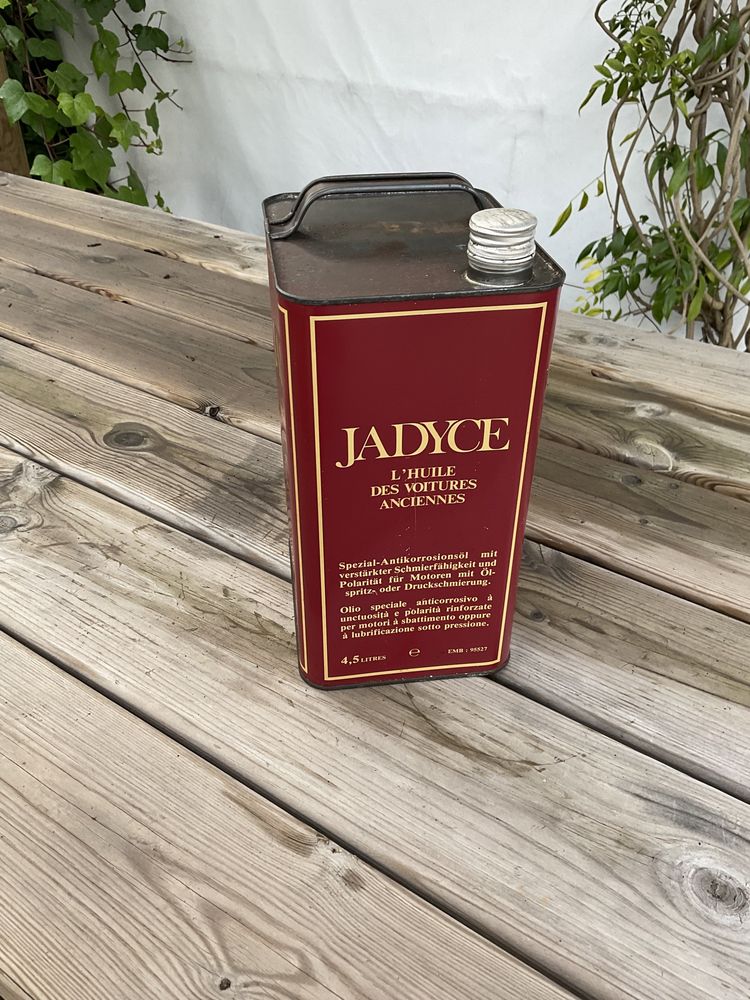 JADYCE
L'HUILE
DES VOITURES
ANCIENNES
Spezial-Antikorrosionsöl mit
verstärkter Schmierfähigkeit und
Polarität für Motoren mit Öl-
spritz- oder Druckschmierung.
Olio speciale anticorrosivo à
unctuosità e polarità rinforzate
per motori à sbattimento oppure
à lubrificazione sotto pressione.
4,5 LITRES ℮ EMB : 95527